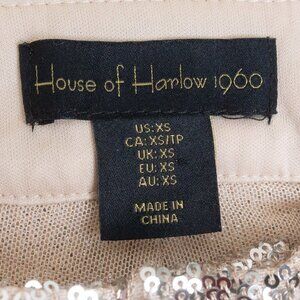 House of Harlow 1960
US: XS
CA: XS/TP
UK: XS
EU: XS
AU: XS
MADE IN
CHINA